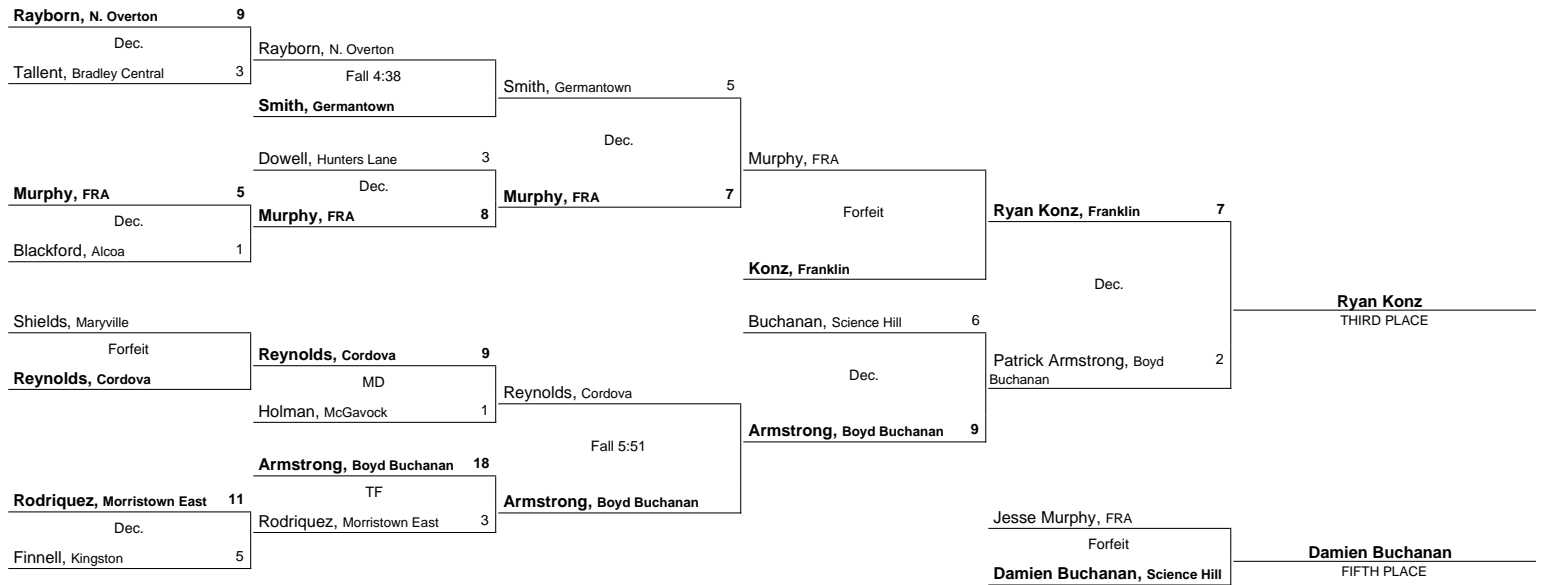 Rayborn, N. Overton 9
Dec.
Tallent, Bradley Central 3
Murphy, FRA 5
Dec.
Blackford, Alcoa 1
Shields, Maryville
Forfeit
Reynolds, Cordova
Rodriquez, Morristown East 11
Dec.
Finnell, Kingston 5
Rayborn, N. Overton
Fall 4:38
Smith, Germantown
Dowell, Hunters Lane 3
Dec.
Murphy, FRA 8
Reynolds, Cordova 9
MD
Holman, McGavock 1
Armstrong, Boyd Buchanan 18
TF
Rodriquez, Morristown East 3
Smith, Germantown 5
Dec.
Murphy, FRA 7
Reynolds, Cordova
Fall 5:51
Armstrong, Boyd Buchanan
Murphy, FRA
Forfeit
Konz, Franklin
Buchanan, Science Hill 6
Dec.
Armstrong, Boyd Buchanan 9
Ryan Konz, Franklin 7
Dec.
Patrick Armstrong, Boyd 2
Buchanan
Ryan Konz
THIRD PLACE
Jesse Murphy, FRA
Forfeit
Damien Buchanan, Science Hill
Damien Buchanan
FIFTH PLACE